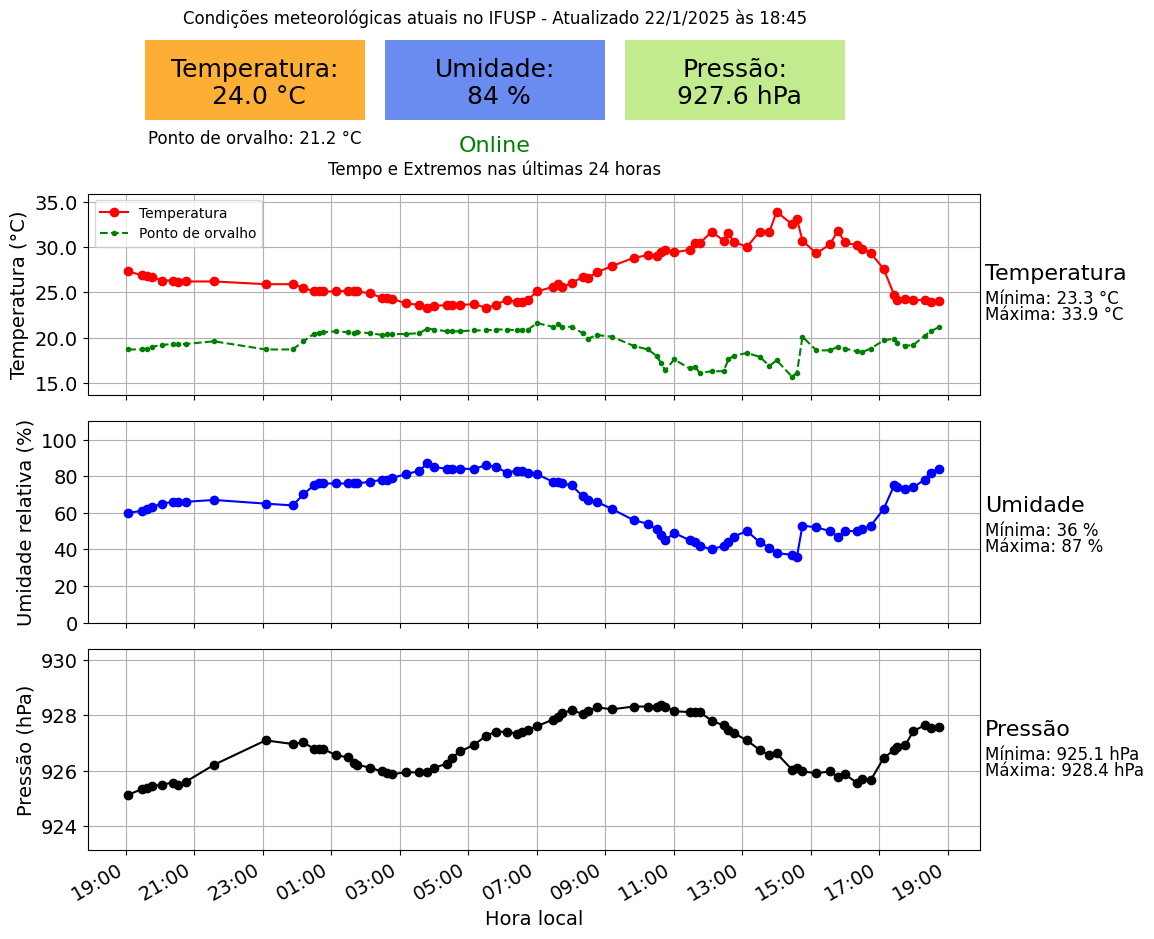 Condições meteorológicas atuais no IFUSP - Atualizado 22/1/2025 às 18:45
Temperatura:
24.0 °C
Umidade:
84 %
Pressão:
927.6 hPa
Ponto de orvalho: 21.2 °C
Online
Tempo e Extremos nas últimas 24 horas
Temperatura (°C)
35.0
30.0
25.0
20.0
15.0
Temperatura
Ponto de orvalho
Temperatura
Mínima: 23.3 °C
Máxima: 33.9 °C
Umidade relativa (%)
100
80
60
40
20
0
Umidade
Mínima: 36 %
Máxima: 87 %
Pressão (hPa)
930
928
926
924
Pressão
Mínima: 925.1 hPa
Máxima: 928.4 hPa
19:00 21:00 23:00 01:00 03:00 05:00 07:00 09:00 11:00 13:00 15:00 17:00 19:00
Hora local